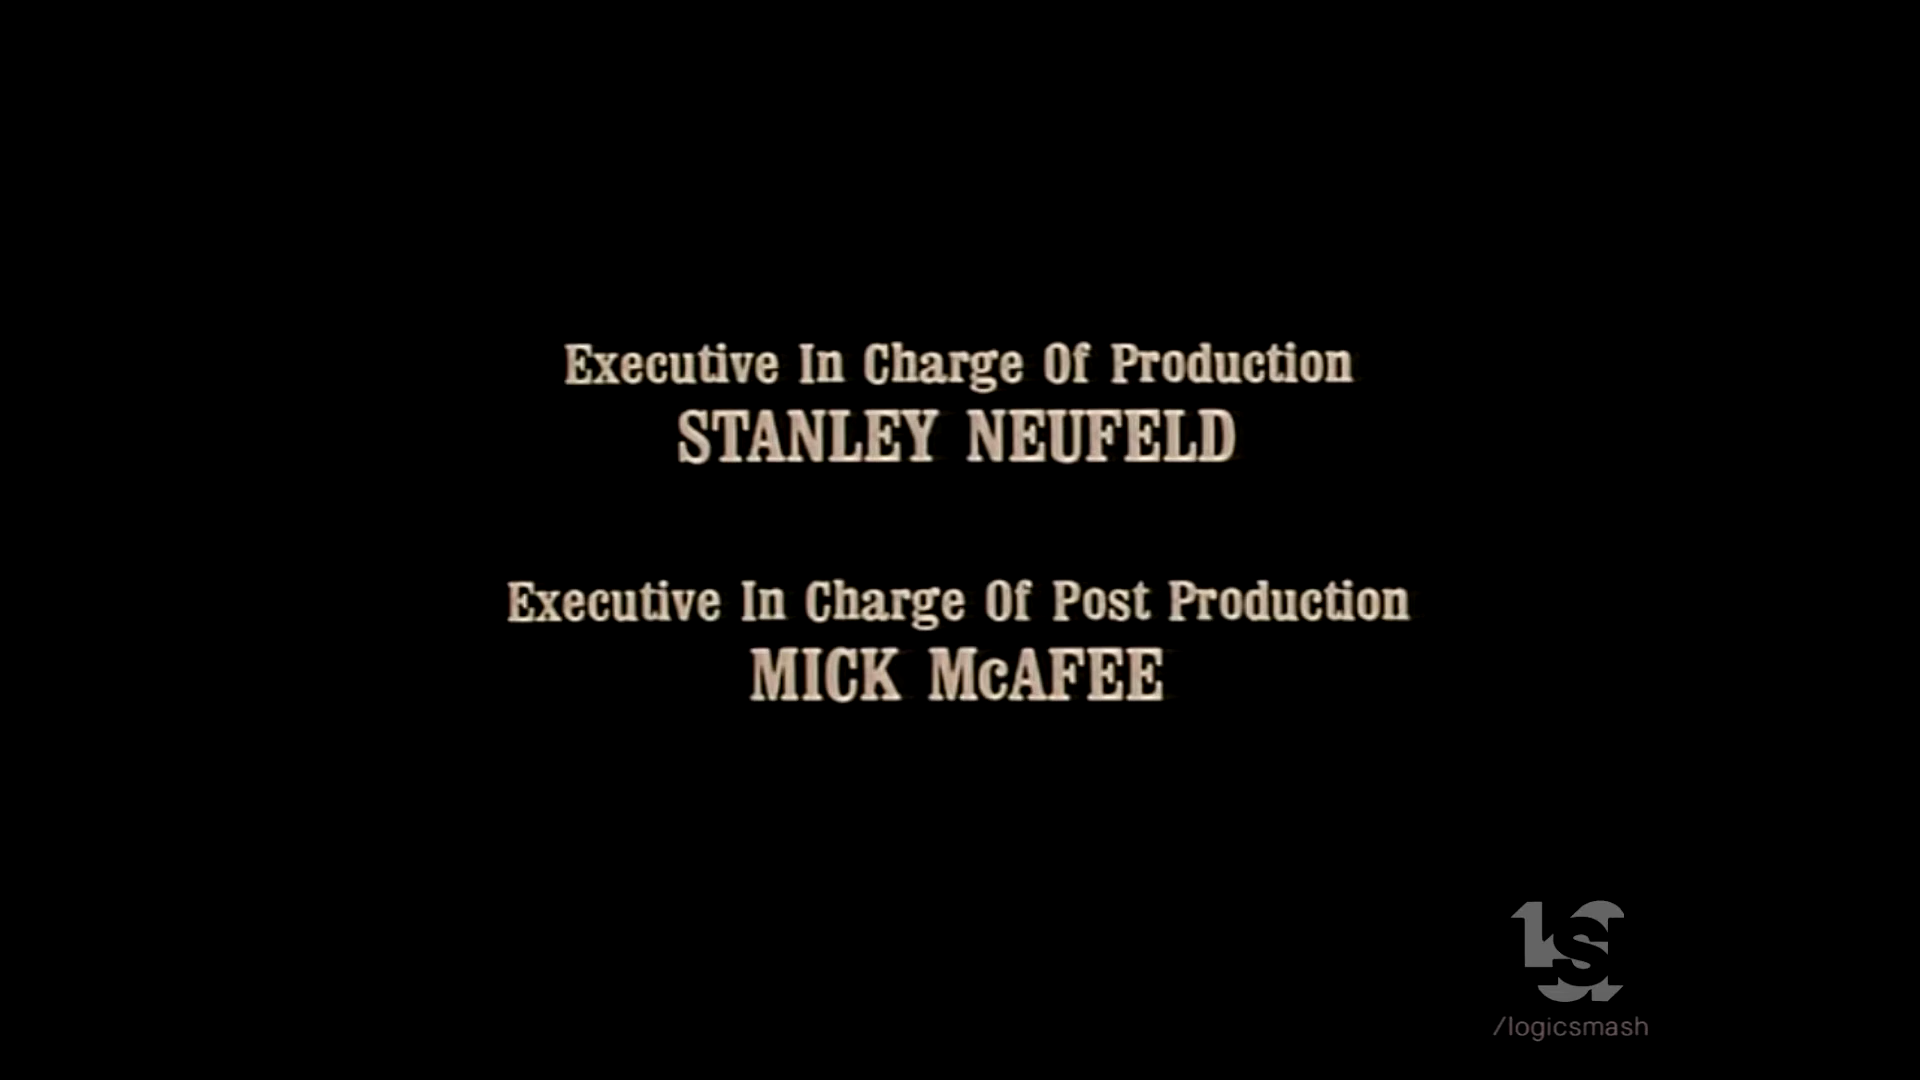 Executive In Charge Of Production
STANLEY NEUFELD
Executive In Charge Of Post Production
MICK McAFEE
/logicsmash